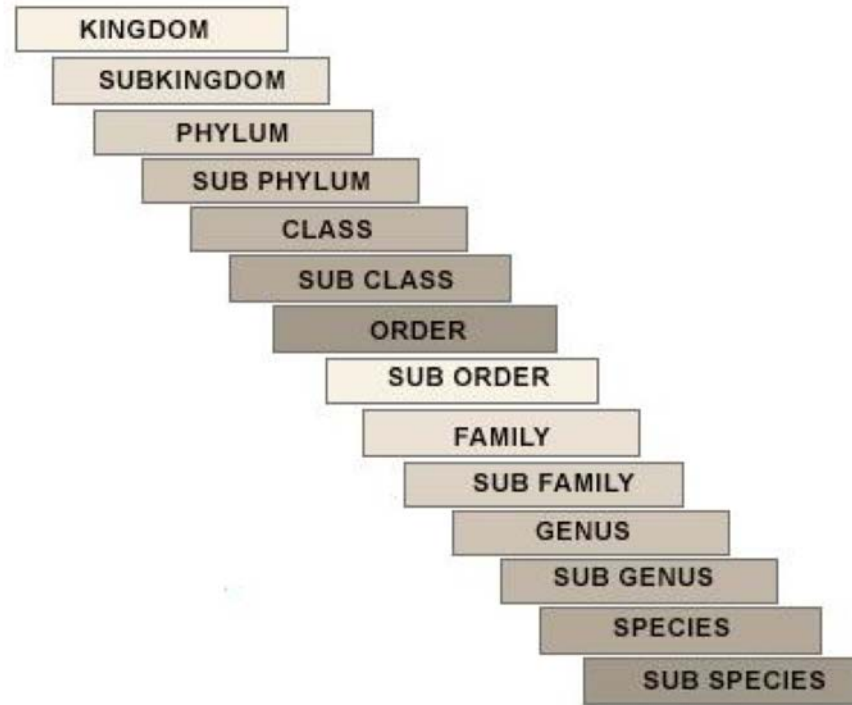 KINGDOM
SUBKINGDOM
PHYLUM
SUB PHYLUM
CLASS
SUB CLASS
ORDER
SUB ORDER
FAMILY
SUB FAMILY
GENUS
SUB GENUS
SPECIES
SUB SPECIES